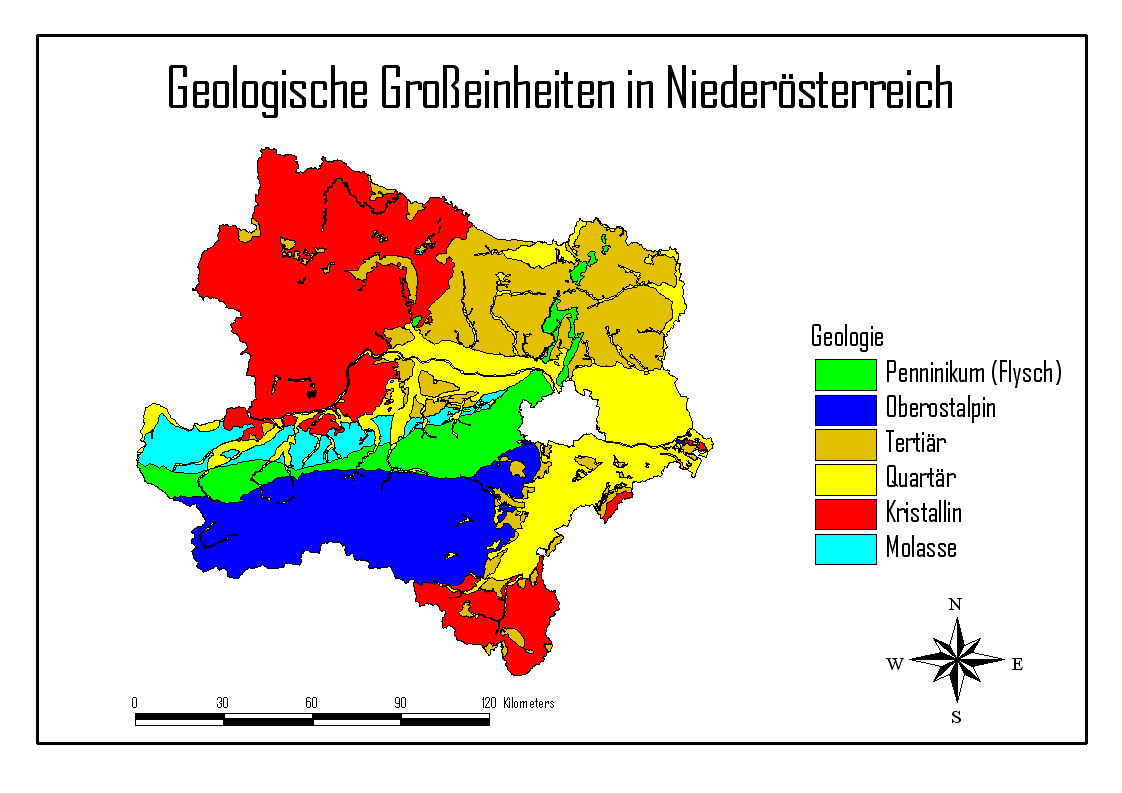 Geologische Großeinheiten in Niederösterreich
Geologie
Penninikum (Flysch)
Oberostalpin
Tertiär
Quartär
Kristallin
Molasse
N
W E
S
0 30 60 90 120 Kilometers